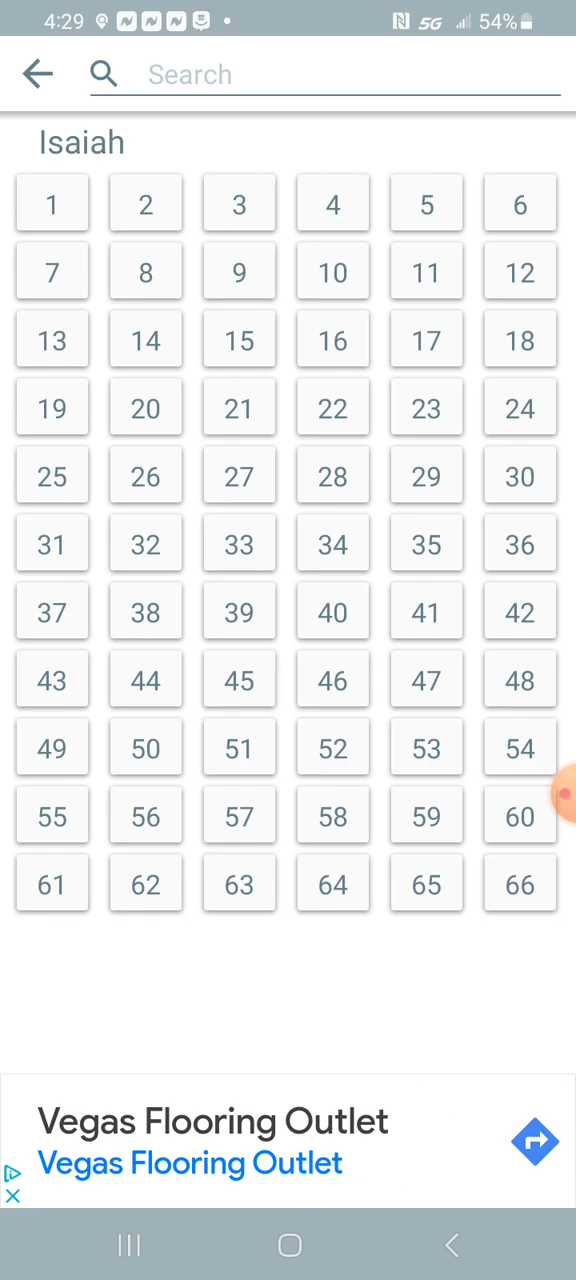 4:29 5G 54%
Search
Isaiah
1 2 3 4 5 6
7 8 9 10 11 12
13 14 15 16 17 18
19 20 21 22 23 24
25 26 27 28 29 30
31 32 33 34 35 36
37 38 39 40 41 42
43 44 45 46 47 48
49 50 51 52 53 54
55 56 57 58 59 60
61 62 63 64 65 66
Vegas Flooring Outlet
Vegas Flooring Outlet